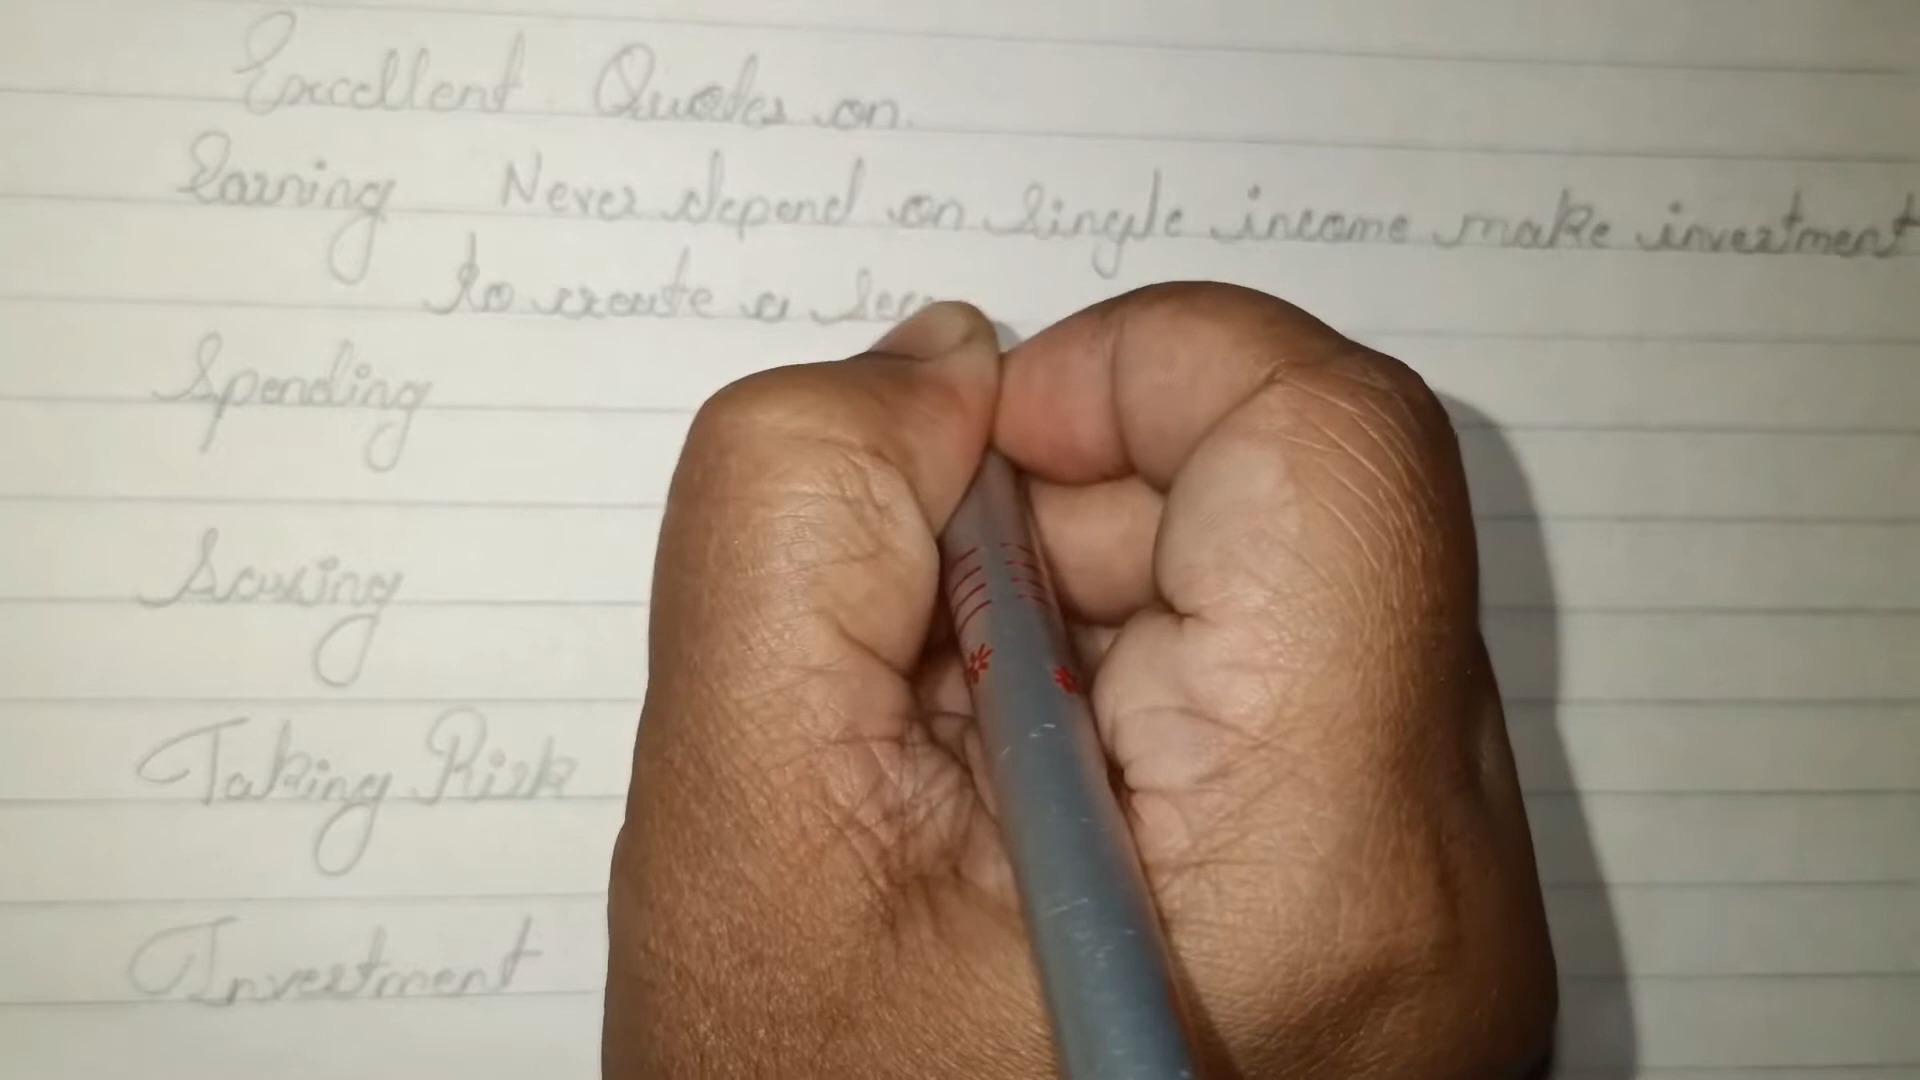 Excellent Quotes on.
Earning Never depend on single income make investment
to create a
Spending
Saving
Taking Risk
Investment